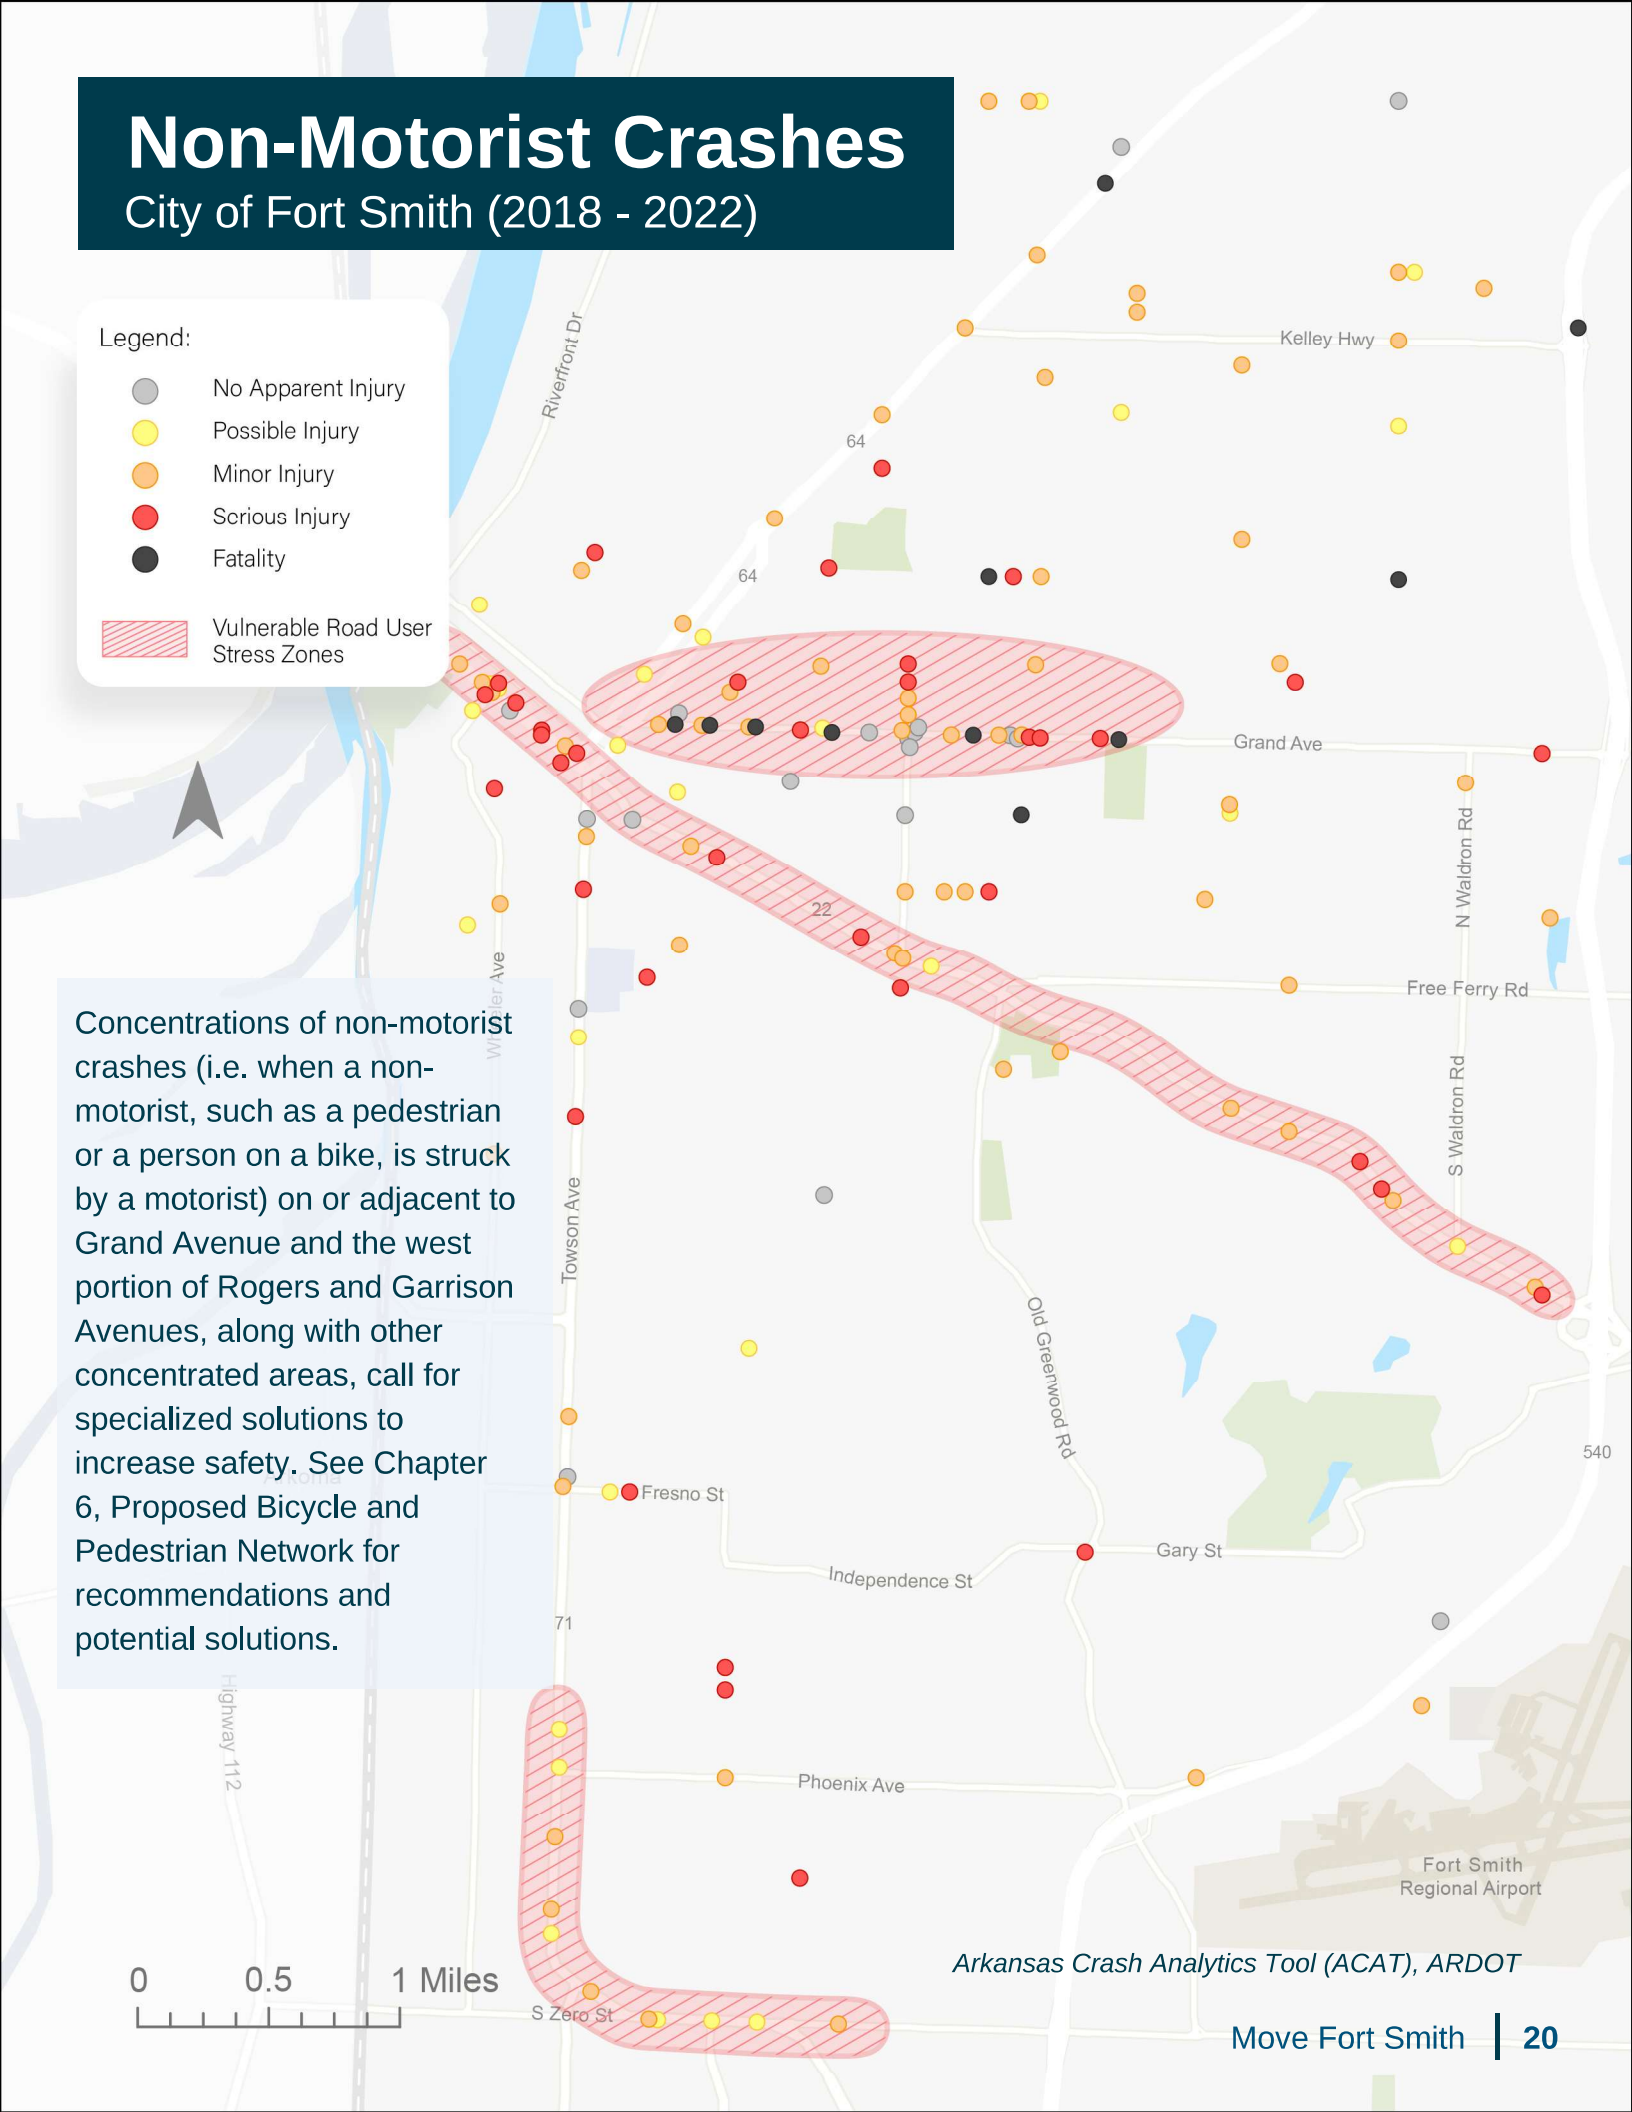 Non-Motorist Crashes
City of Fort Smith (2018 - 2022)
Legend:
No Apparent Injury
Possible Injury
Minor Injury
Serious Injury
Fatality
Vulnerable Road User
Stress Zones
Riverfront Dr
Kelley Hwy
64
64
Grand Ave
N Waldron Rd
22
Free Ferry Rd
Wheeler Ave
S Waldron Rd
Towson Ave
Old Greenwood Rd
540
Concentrations of non-motorist
crashes (i.e. when a non-
motorist, such as a pedestrian
or a person on a bike, is struck
by a motorist) on or adjacent to
Grand Avenue and the west
portion of Rogers and Garrison
Avenues, along with other
concentrated areas, call for
specialized solutions to
increase safety. See Chapter
6, Proposed Bicycle and
Pedestrian Network for
recommendations and
potential solutions.
Arkoma
Fresno St
Gary St
Independence St
71
Highway 112
Phoenix Ave
Fort Smith
Regional Airport
Arkansas Crash Analytics Tool (ACAT), ARDOT
0 0.5 1 Miles
S Zero St
Move Fort Smith | 20